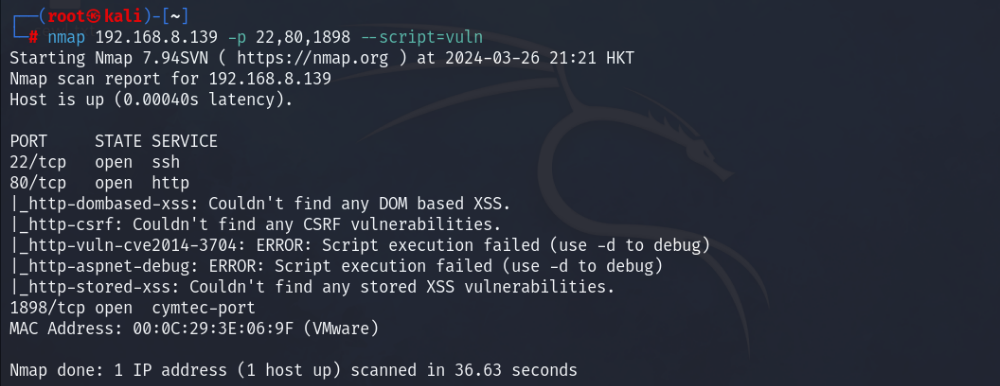 ┌──(root㉿kali)-[~]
└─# nmap 192.168.8.139 -p 22,80,1898 --script=vuln
Starting Nmap 7.94SVN ( https://nmap.org ) at 2024-03-26 21:21 HKT
Nmap scan report for 192.168.8.139
Host is up (0.00040s latency).
PORT     STATE SERVICE
22/tcp   open  ssh
80/tcp   open  http
|_http-dombased-xss: Couldn't find any DOM based XSS.
|_http-csrf: Couldn't find any CSRF vulnerabilities.
|_http-vuln-cve2014-3704: ERROR: Script execution failed (use -d to debug)
|_http-aspnet-debug: ERROR: Script execution failed (use -d to debug)
|_http-stored-xss: Couldn't find any stored XSS vulnerabilities.
1898/tcp open  cymtec-port
MAC Address: 00:0C:29:3E:06:9F (VMware)
Nmap done: 1 IP address (1 host up) scanned in 36.63 seconds